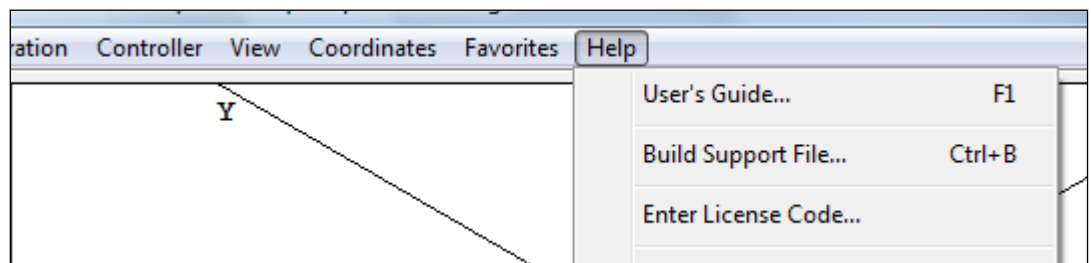 ration Controller View Coordinates Favorites Help
User's Guide... F1
Y
Build Support File... Ctrl+B
Enter License Code...